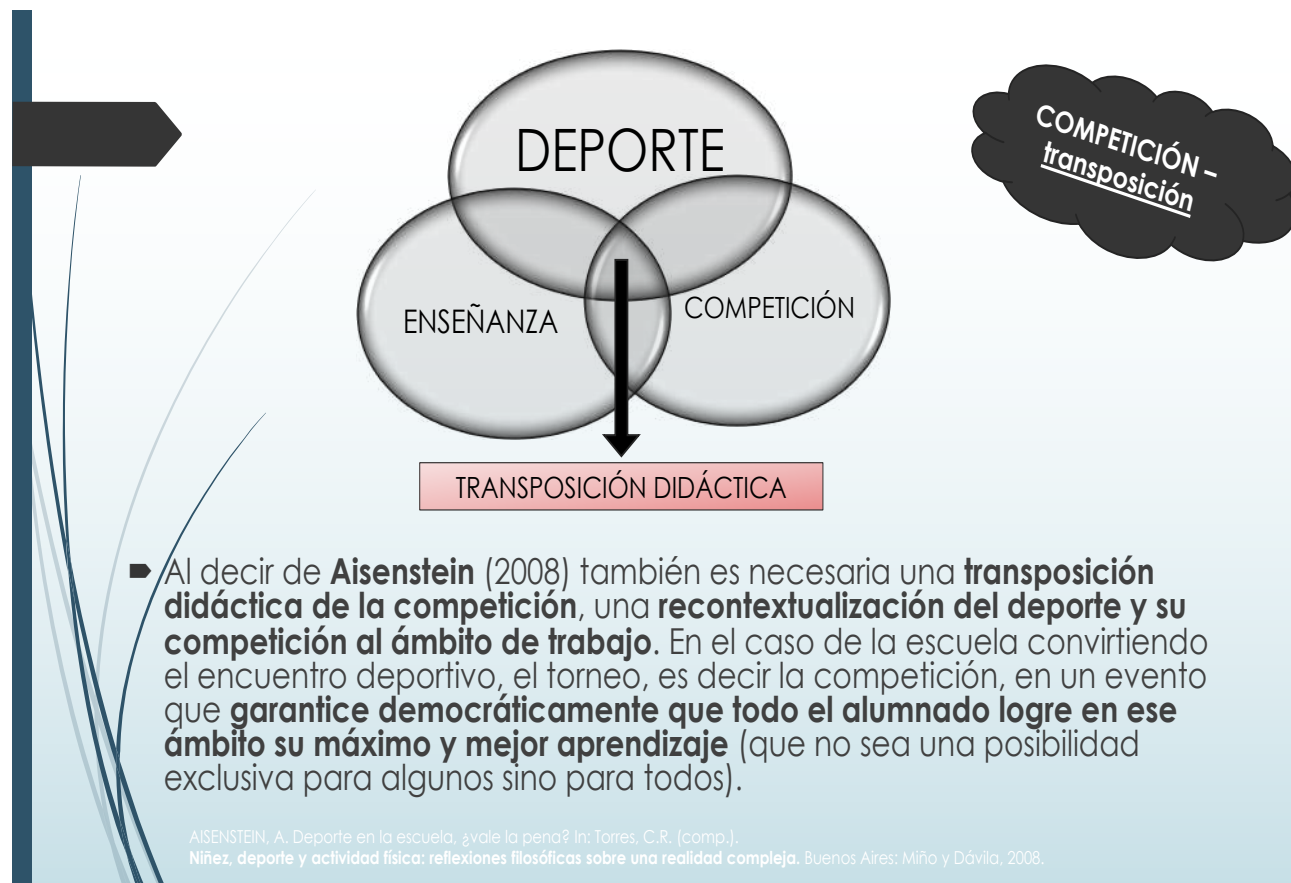 DEPORTE
COMPETICIÓN –
transposición
ENSEÑANZA
COMPETICIÓN
TRANSPOSICIÓN DIDÁCTICA
Al decir de Aisenstein (2008) también es necesaria una transposición
didáctica de la competición, una recontextualización del deporte y su
competición al ámbito de trabajo. En el caso de la escuela convirtiendo
el encuentro deportivo, el torneo, es decir la competición, en un evento
que garantice democráticamente que todo el alumnado logre en ese
ámbito su máximo y mejor aprendizaje (que no sea una posibilidad
exclusiva para algunos sino para todos).
AISENSTEIN, A. Deporte en la escuela, ¿vale la pena? In: Torres, C.R. (comp.).
Niñez, deporte y actividad física: reflexiones filosóficas sobre una realidad compleja. Buenos Aires: Miño y Dávila, 2008.